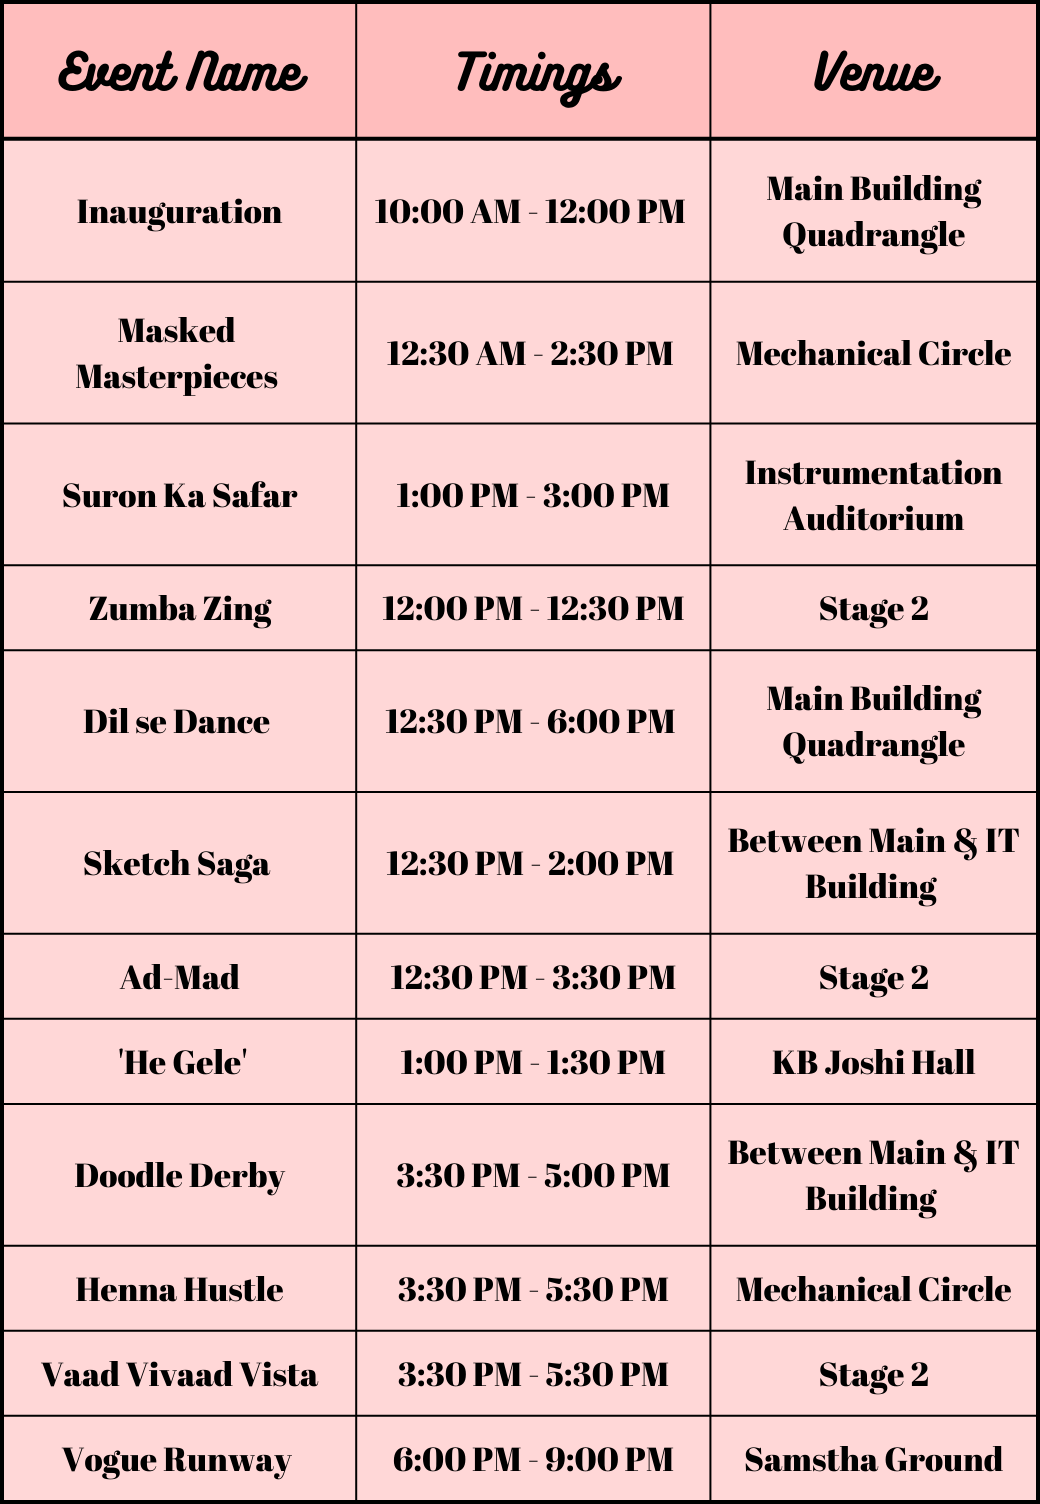 Event Name Timings Venue
Inauguration 10:00 AM - 12:00 PM Main Building
Quadrangle
Masked
Masterpieces 12:30 AM - 2:30 PM Mechanical Circle
Suron Ka Safar 1:00 PM - 3:00 PM Instrumentation
Auditorium
Zumba Zing 12:00 PM - 12:30 PM Stage 2
Dil se Dance 12:30 PM - 6:00 PM Main Building
Quadrangle
Sketch Saga 12:30 PM - 2:00 PM Between Main & IT
Building
Ad-Mad 12:30 PM - 3:30 PM Stage 2
'He Gele' 1:00 PM - 1:30 PM KB Joshi Hall
Doodle Derby 3:30 PM - 5:00 PM Between Main & IT
Building
Henna Hustle 3:30 PM - 5:30 PM Mechanical Circle
Vaad Vivaad Vista 3:30 PM - 5:30 PM Stage 2
Vogue Runway 6:00 PM - 9:00 PM Samstha Ground